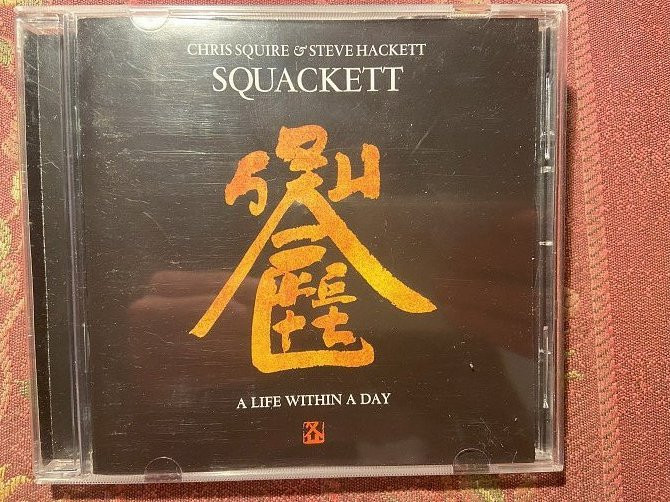 CHRIS SQUIRE & STEVE HACKETT
SQUACKETT
A LIFE WITHIN A DAY